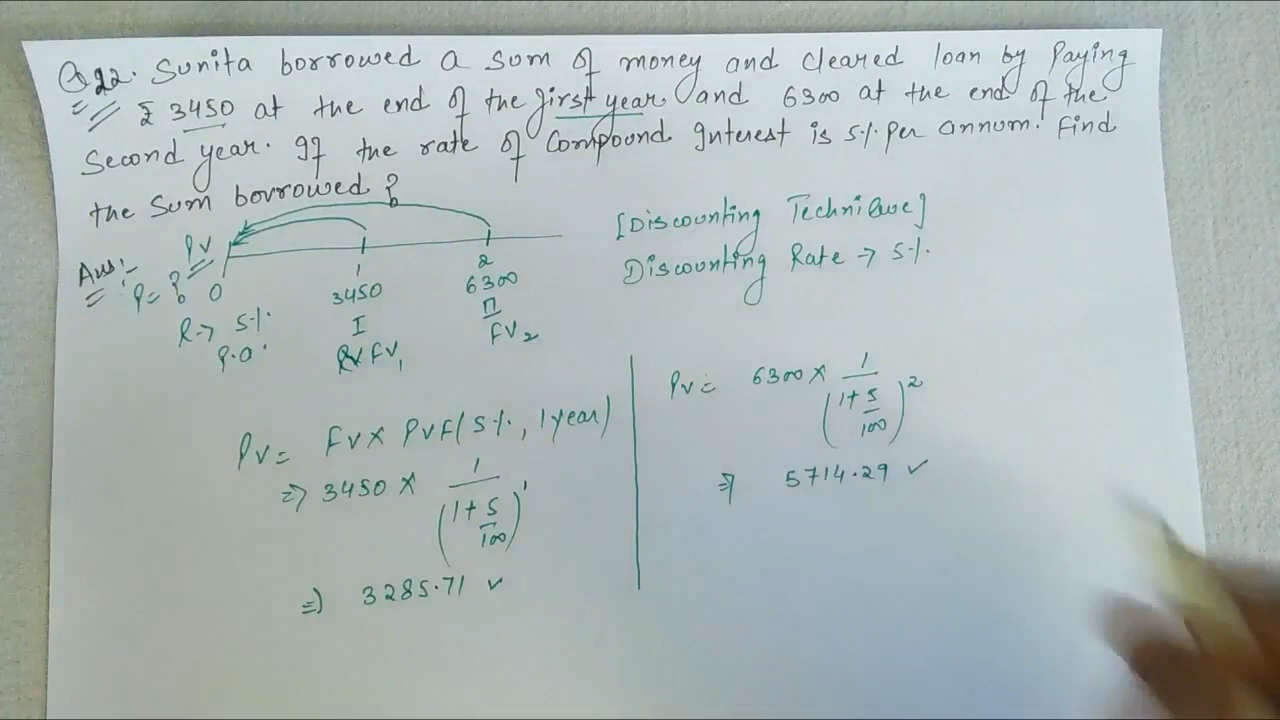 Q 22. Sunita borrowed a sum of money and cleared loan by Paying
₹ 3450 at the end of the first year and 6300 at the end of the
Second year. If the rate of Compound Interest is 5% per annum. Find
the Sum borrowed?
[Discounting Technique]
Discounting Rate → 5%.
Ans:-
PV
P = ?
0
1
2
3450
6300
I
II
FV1
FV2
R → 5%.
P.a.
PV = FV × PVF(5%, 1 year)
⇒ 3450 × 1/(1+5/100)^1
⇒ 3285.71 ✓
PV = 6300 × 1/(1+5/100)^2
⇒ 5714.29 ✓